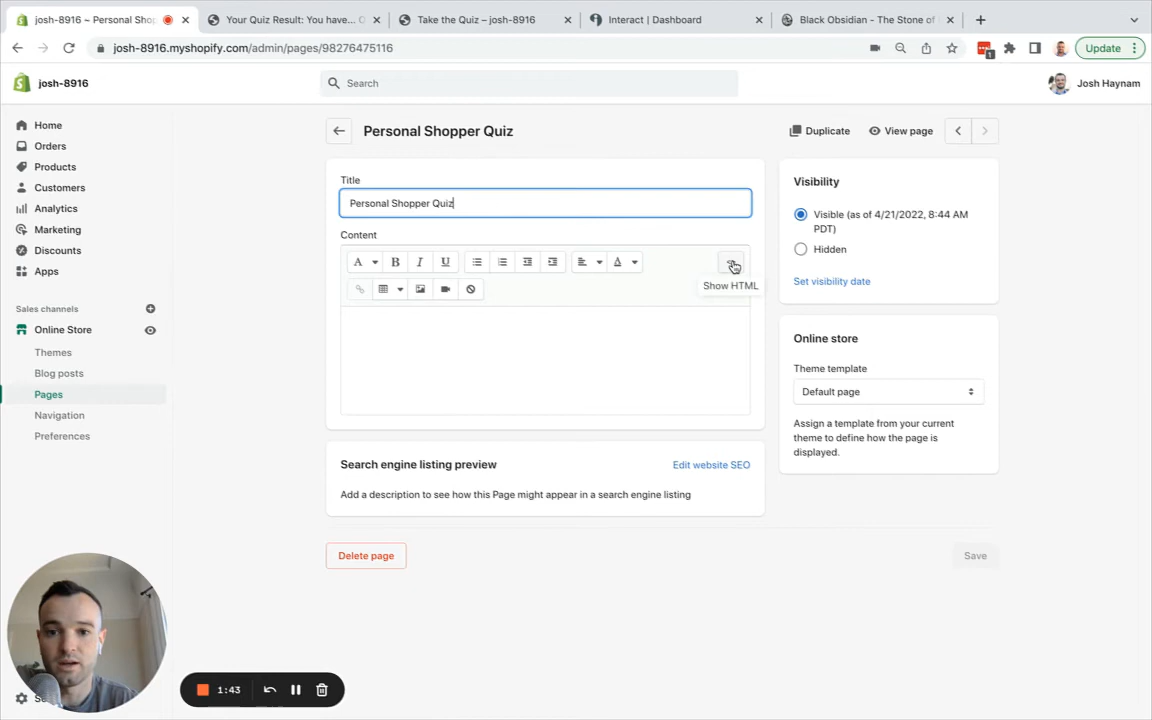 josh-8916 ~ Personal Shop
Your Quiz Result: You have...
Take the Quiz – josh-8916
Interact | Dashboard
Black Obsidian - The Stone of
josh-8916.myshopify.com/admin/pages/98276475116
1
Update
josh-8916
Search
Josh Haynam
Home
Orders
Products
Customers
Analytics
Marketing
Discounts
Apps
Sales channels
Online Store
Themes
Blog posts
Pages
Navigation
Preferences
Personal Shopper Quiz
Duplicate
View page
Title
Personal Shopper Quiz
Content
A
B
I
U
A
Show HTML
Search engine listing preview
Edit website SEO
Add a description to see how this Page might appear in a search engine listing
Delete page
Save
Visibility
Visible (as of 4/21/2022, 8:44 AM
PDT)
Hidden
Set visibility date
Online store
Theme template
Default page
Assign a template from your current
theme to define how the page is
displayed.
1:43